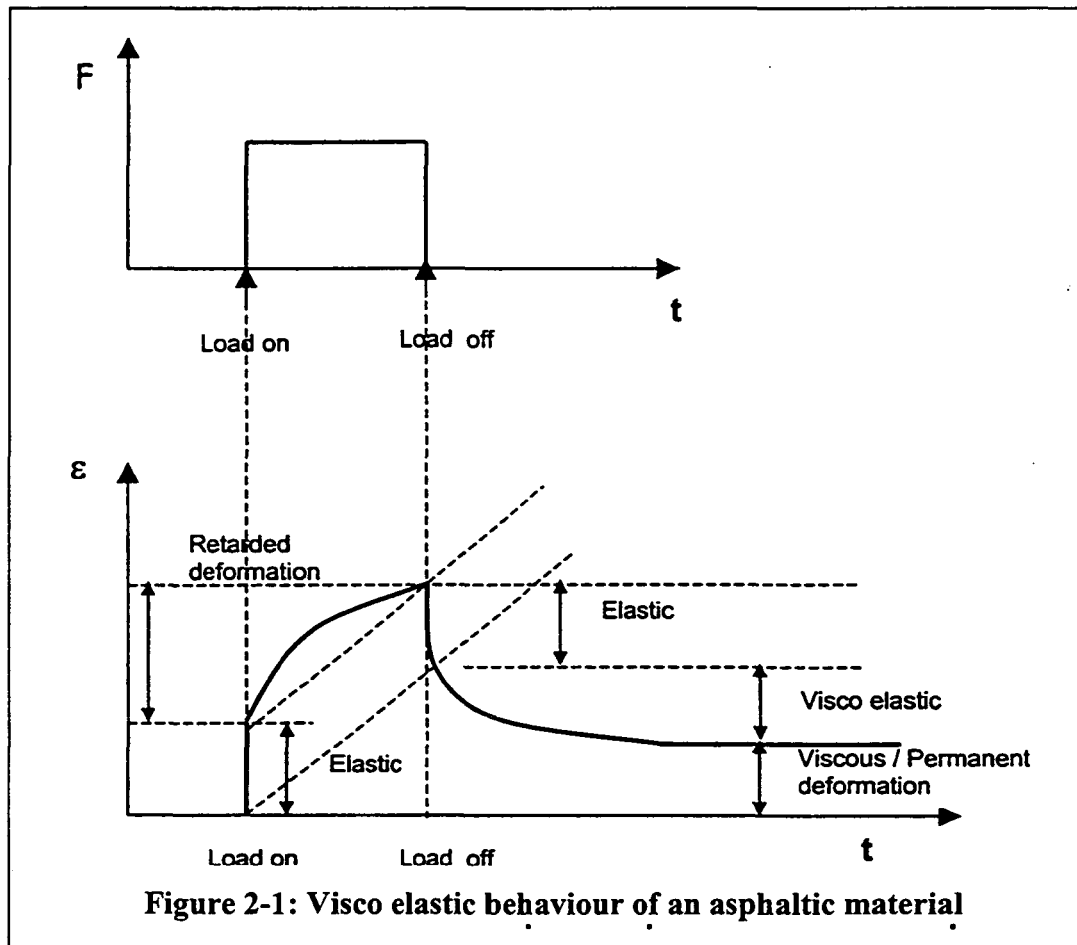 F
t
Load on
Load off
ε
Retarded
deformation
Elastic
Elastic
Visco elastic
Viscous / Permanent
deformation
Load on
Load off
t
Figure 2-1: Visco elastic behaviour of an asphaltic material